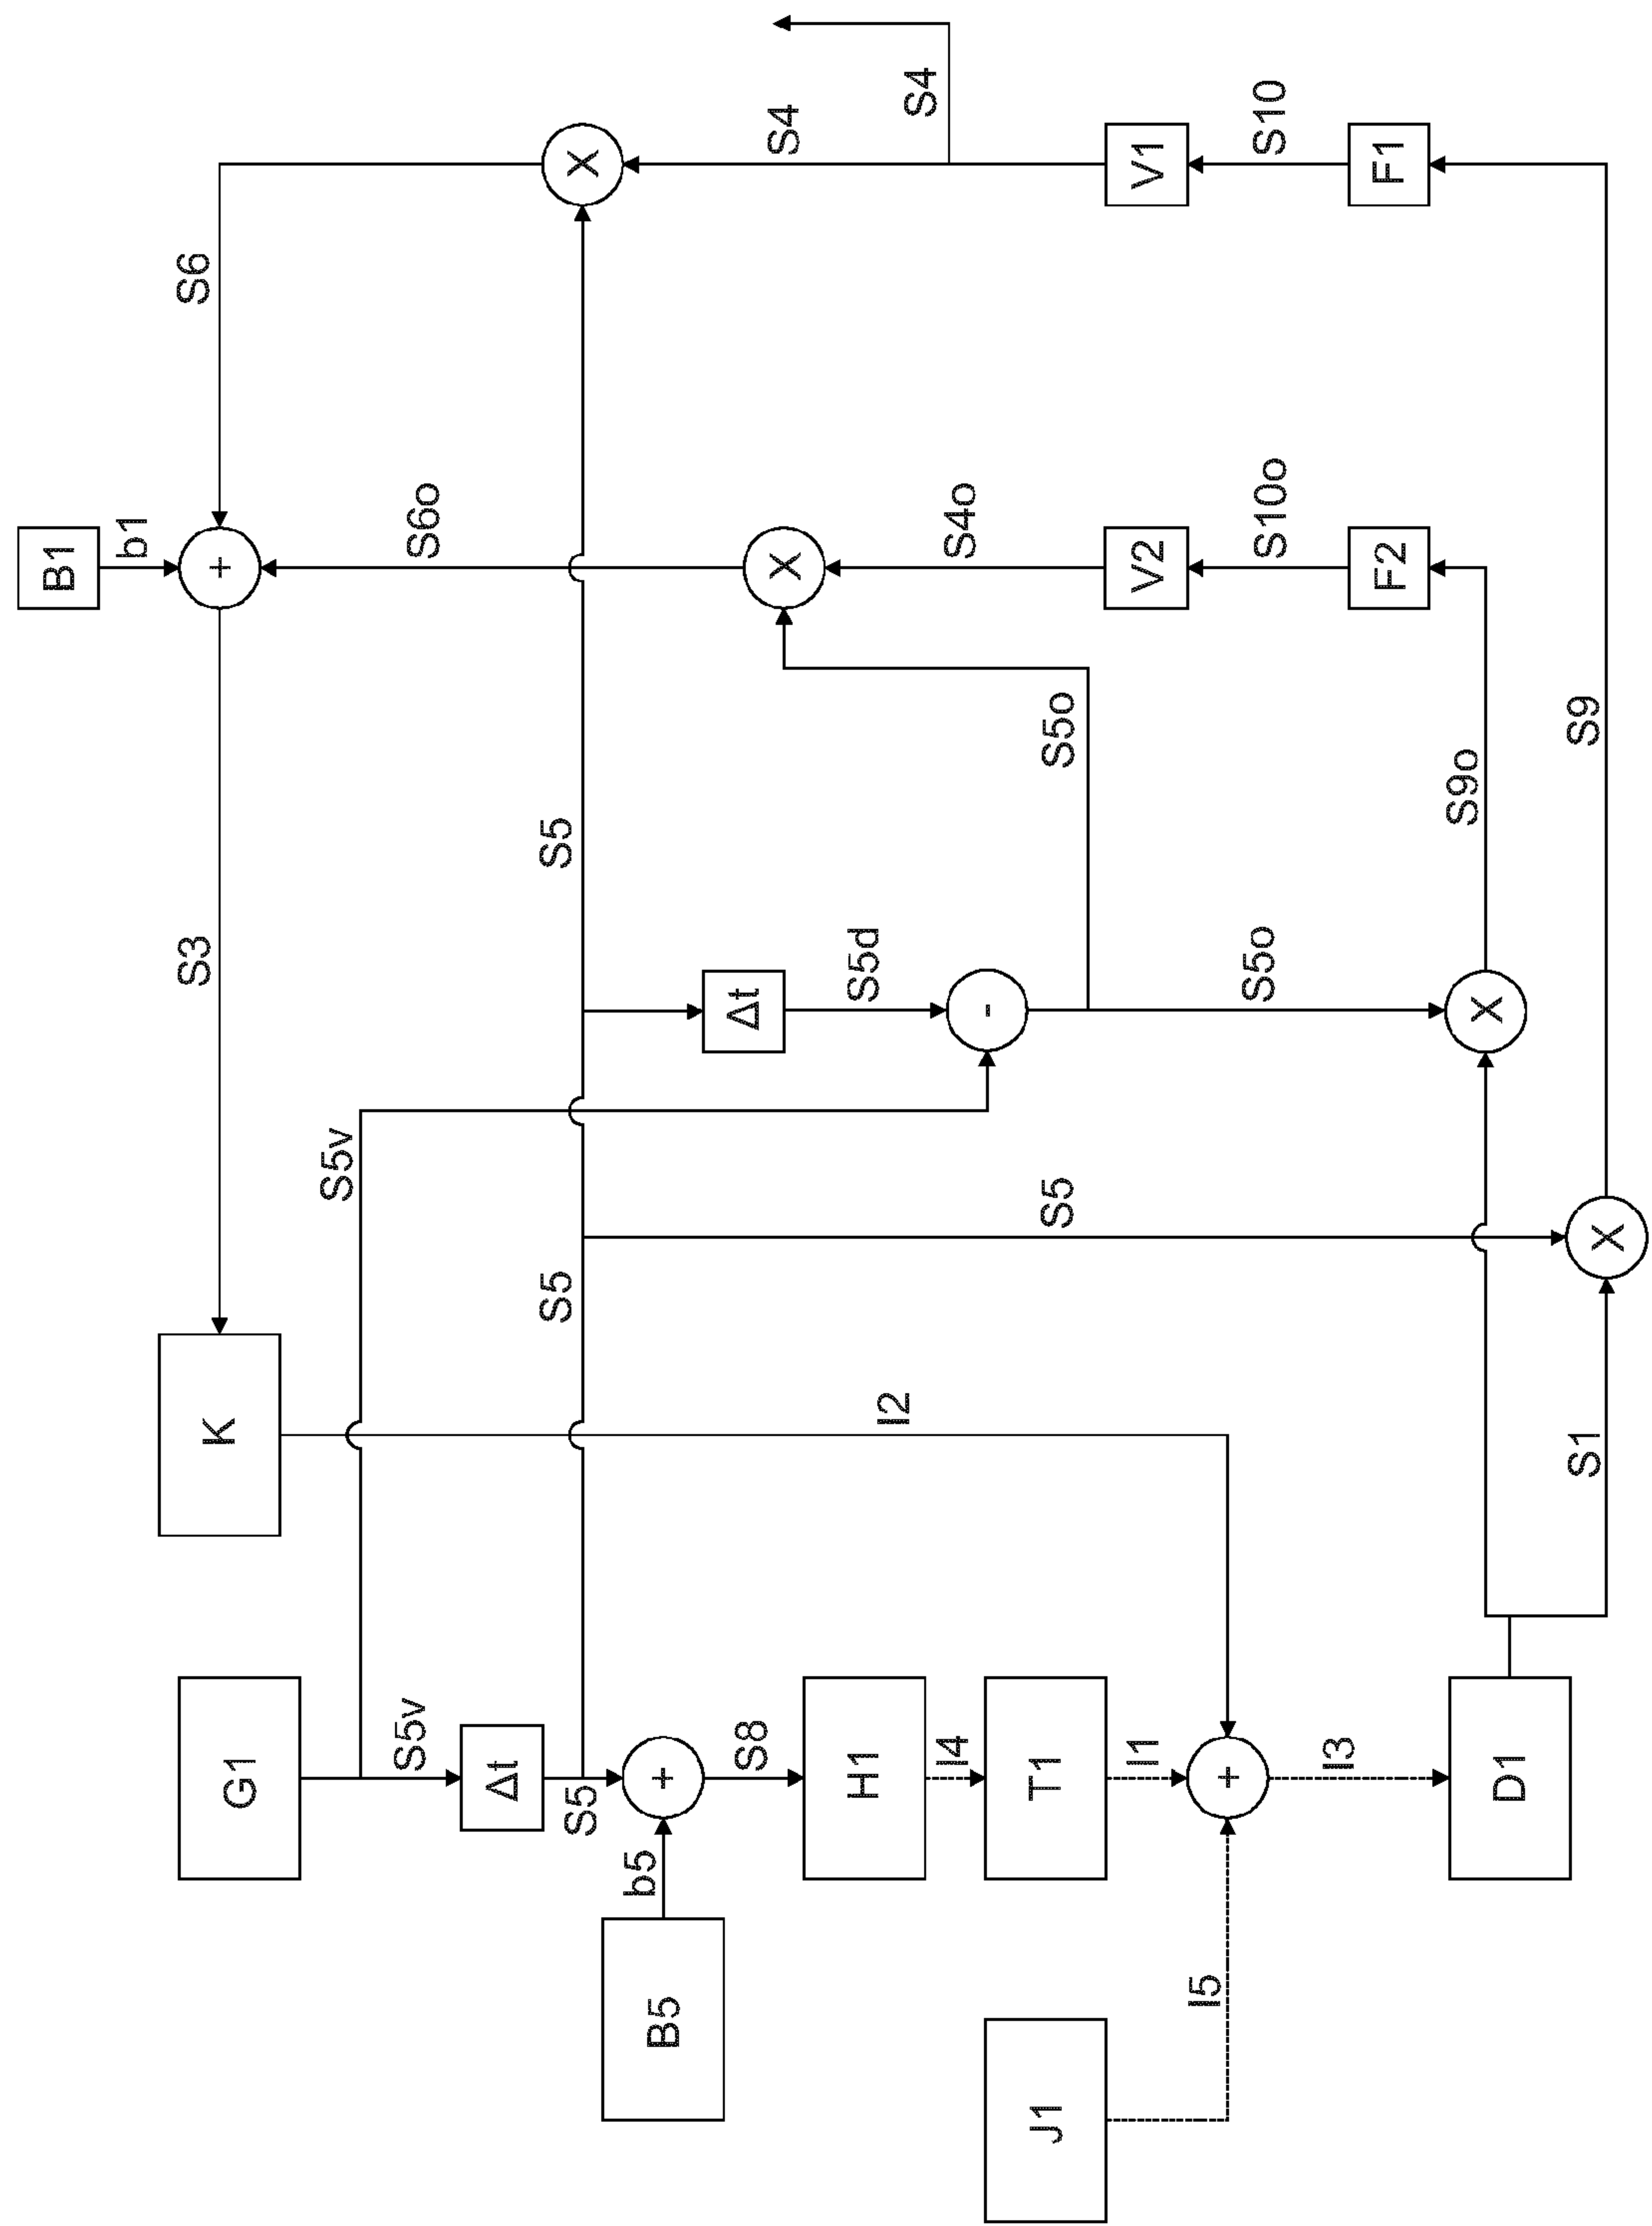 B1
b1
S3
S6
K
+
G1
S5v
S5v
S6o
Δt
S5
S5
S5
X
b5
B5
+
S8
Δt
X
S4
H1
S5d
I2
S4
I4
S4o
-
J1
T1
S5
S5o
I1
V2
V1
I5
+
S5o
S10o
S10
I3
F2
F1
S9o
X
D1
S1
S9
X